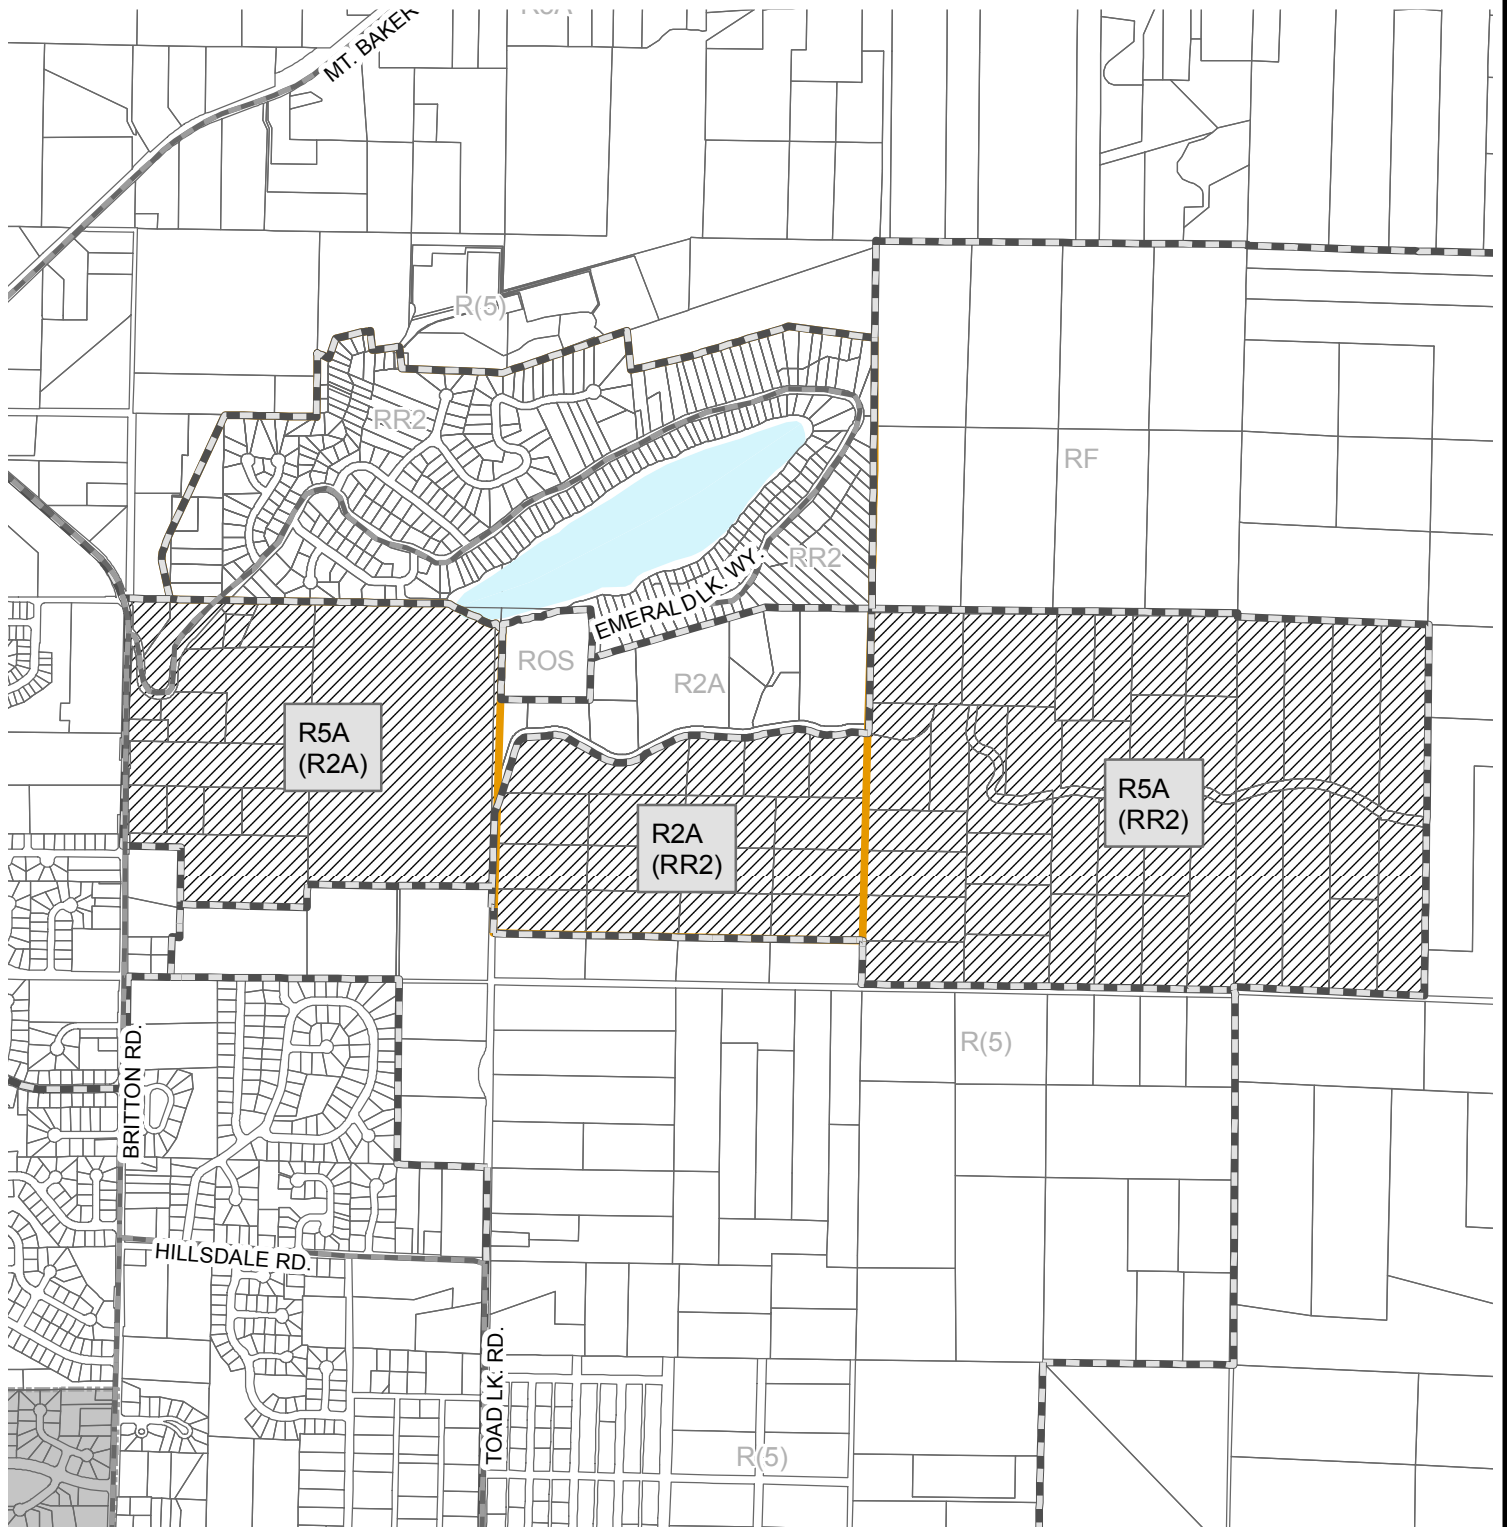 R5A
MT. BAKER
R(5)
RR2
RF
RR2
EMERALD LK. WY.
ROS
R2A
R5A
(R2A)
R5A
(RR2)
R2A
(RR2)
R(5)
BRITTON RD.
HILLSDALE RD.
TOAD LK. RD.
R(5)